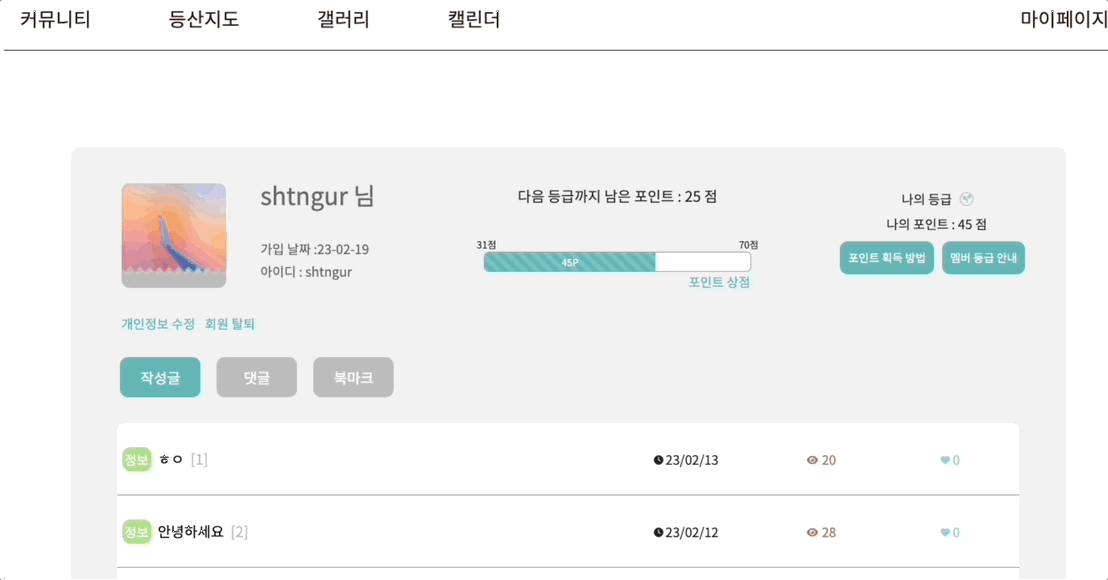 커뮤니티 등산지도 갤러리 캘린더 마이페이지
shtngur 님
가입 날짜 :23-02-19
아이디 : shtngur
다음 등급까지 남은 포인트 : 25 점
31점 70점
45P
포인트 상점
나의 등급
나의 포인트 : 45 점
포인트 획득 방법 멤버 등급 안내
개인정보 수정 회원 탈퇴
작성글 댓글 북마크
정보 ㅎㅇ [1] 23/02/13 20 0
정보 안녕하세요 [2] 23/02/12 28 0